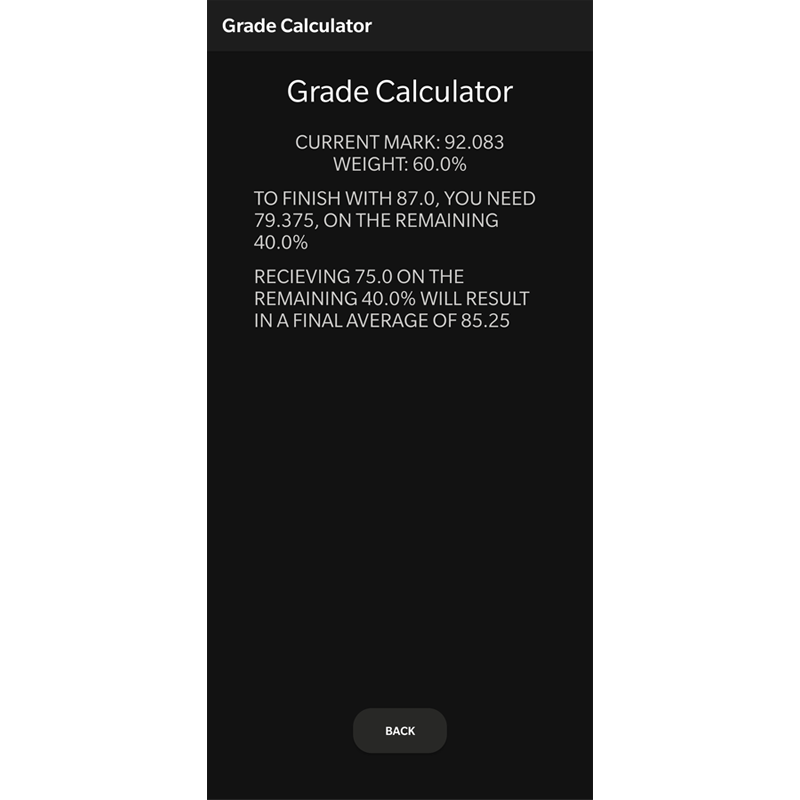 Grade Calculator
Grade Calculator
CURRENT MARK: 92.083
WEIGHT: 60.0%
TO FINISH WITH 87.0, YOU NEED
79.375, ON THE REMAINING
40.0%
RECIEVING 75.0 ON THE
REMAINING 40.0% WILL RESULT
IN A FINAL AVERAGE OF 85.25
BACK